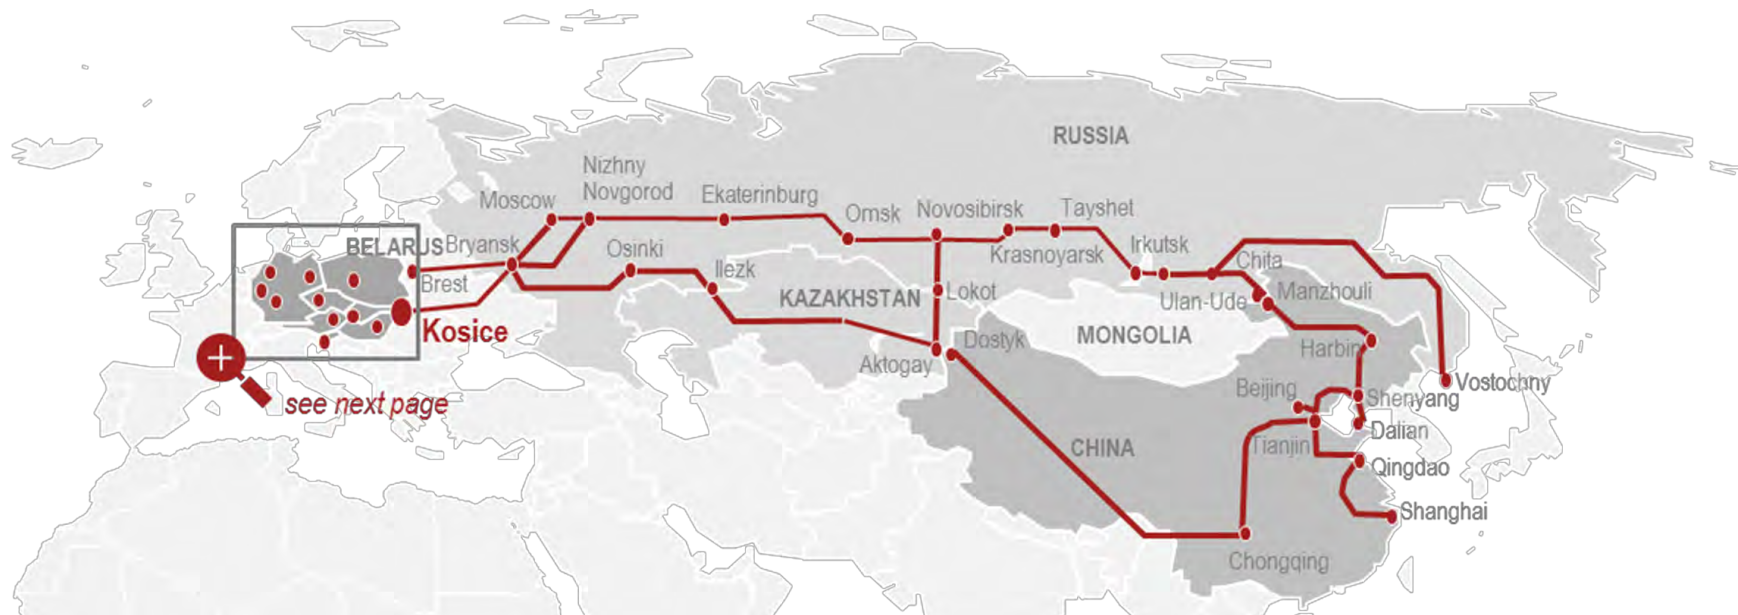 RUSSIA
Nizhny
Novgorod
Moscow
Ekaterinburg
Omsk
Novosibirsk
Tayshet
Krasnoyarsk
Irkutsk
Chita
Ulan-Ude
Manzhouli
BELARUS
Bryansk
Osinki
Ilezk
Brest
Kosice
KAZAKHSTAN
Lokot
MONGOLIA
Dostyk
Aktogay
Harbin
Beijing
Shenyang
Vostochny
Dalian
Tianjin
CHINA
Qingdao
Shanghai
Chongqing
see next page